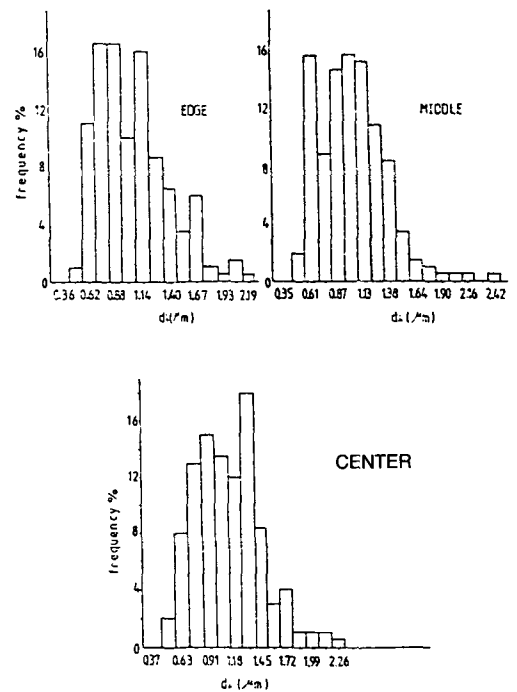 16
12
8
4
0
frequency %
EDGE
0.36 0.62 0.88 1.14 1.40 1.67 1.93 2.19
16
12
8
4
0
MIDDLE
0.35 0.61 0.87 1.13 1.38 1.64 1.90 2.16 2.42
(μm)
(μm)
16
12
8
4
0
frequency %
CENTER
0.37 0.63 0.91 1.18 1.45 1.72 1.99 2.26
(μm)